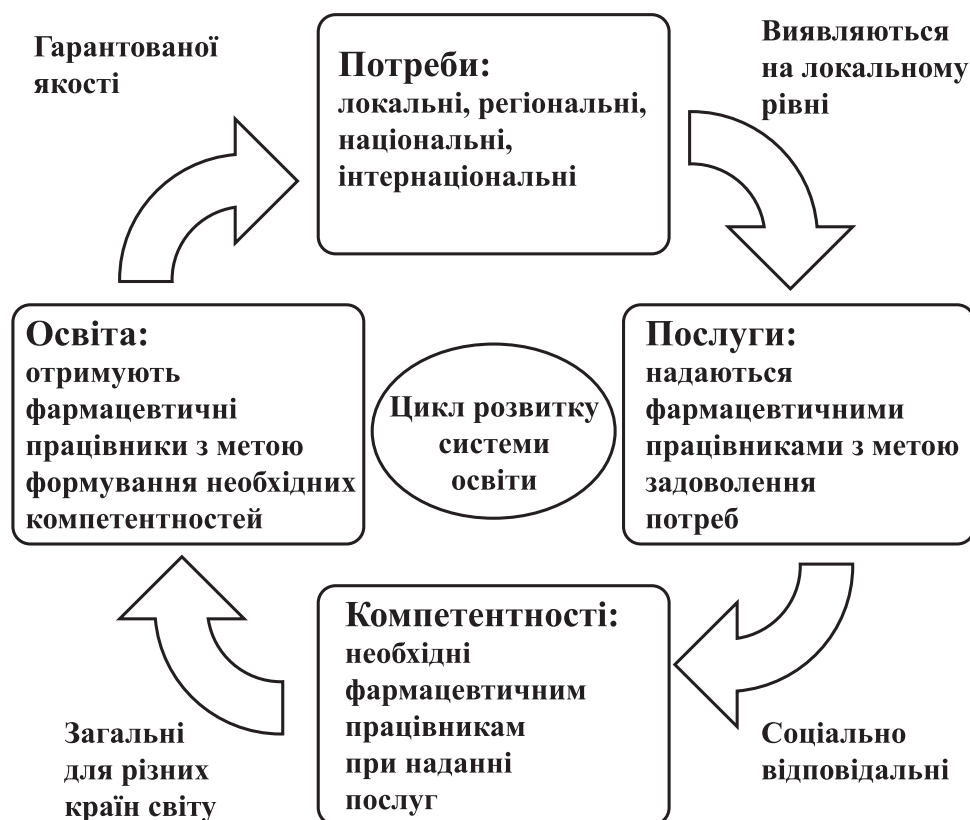 Гарантованої
якості
Потреби:
локальні, регіональні,
національні,
інтернаціональні
Виявляються
на локальному
рівні
Освіта:
отримують
фармацевтичні
працівники з метою
формування необхідних
компетентностей
Цикл розвитку
системи
освіти
Послуги:
надаються
фармацевтичними
працівниками з метою
задоволення
потреб
Загальні
для різних
країн світу
Компетентності:
необхідні
фармацевтичним
працівникам
при наданні
послуг
Соціально
відповідальні